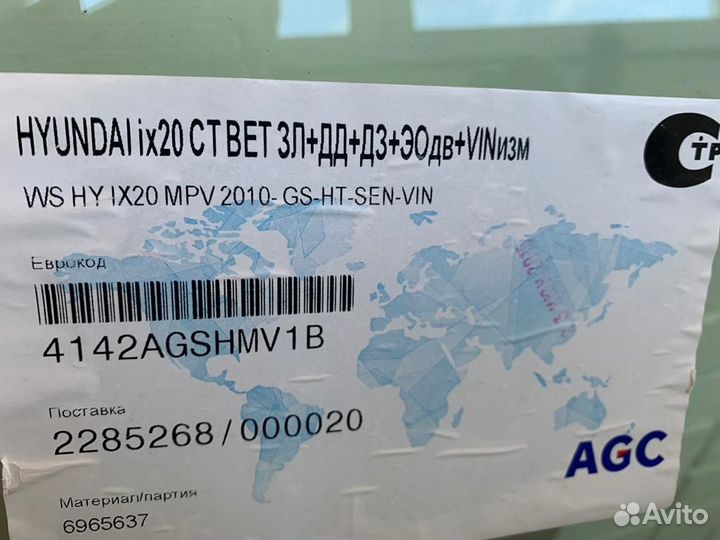 HYUNDAI ix20 СТ ВЕТ ЗЛ+ДД+ДЗ+ЭОдв+VINизм
WS HY IX20 MPV 2010- GS-HT-SEN-VIN
Еврокод
4142AGSHMV1B
Поставка
2285268/000020
AGC
Материал/партия
6965637
Avito